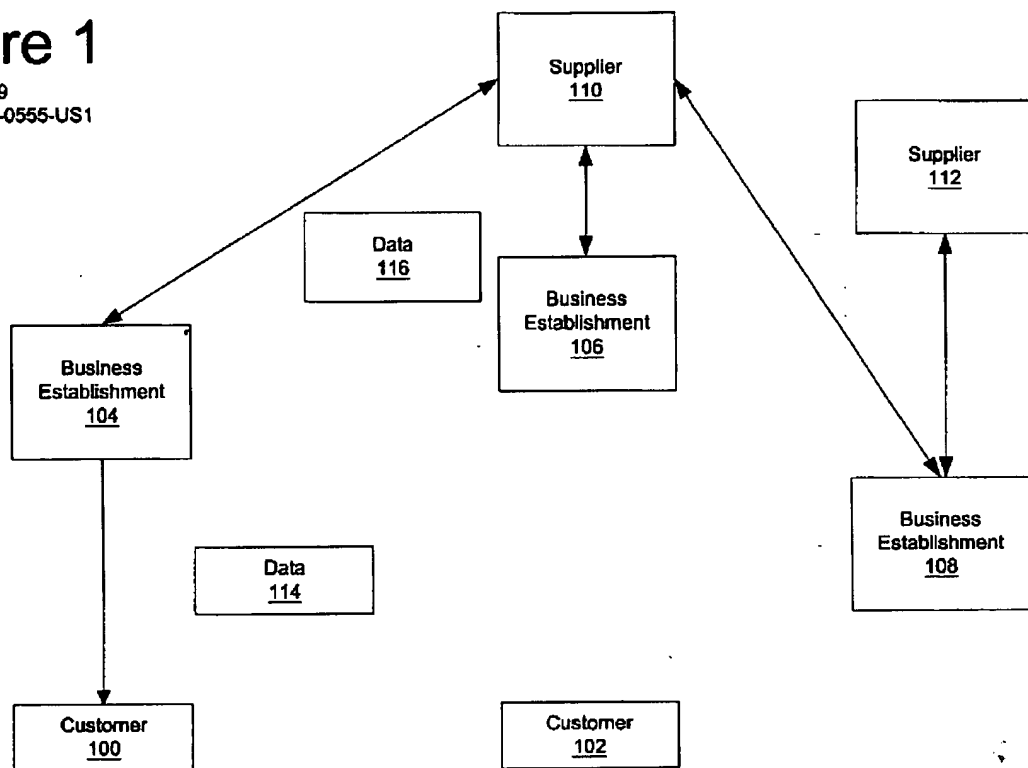 re 1
9
-0555-US1
Supplier
110
Supplier
112
Data
116
Business
Establishment
106
Business
Establishment
104
Business
Establishment
108
Data
114
Customer
100
Customer
102